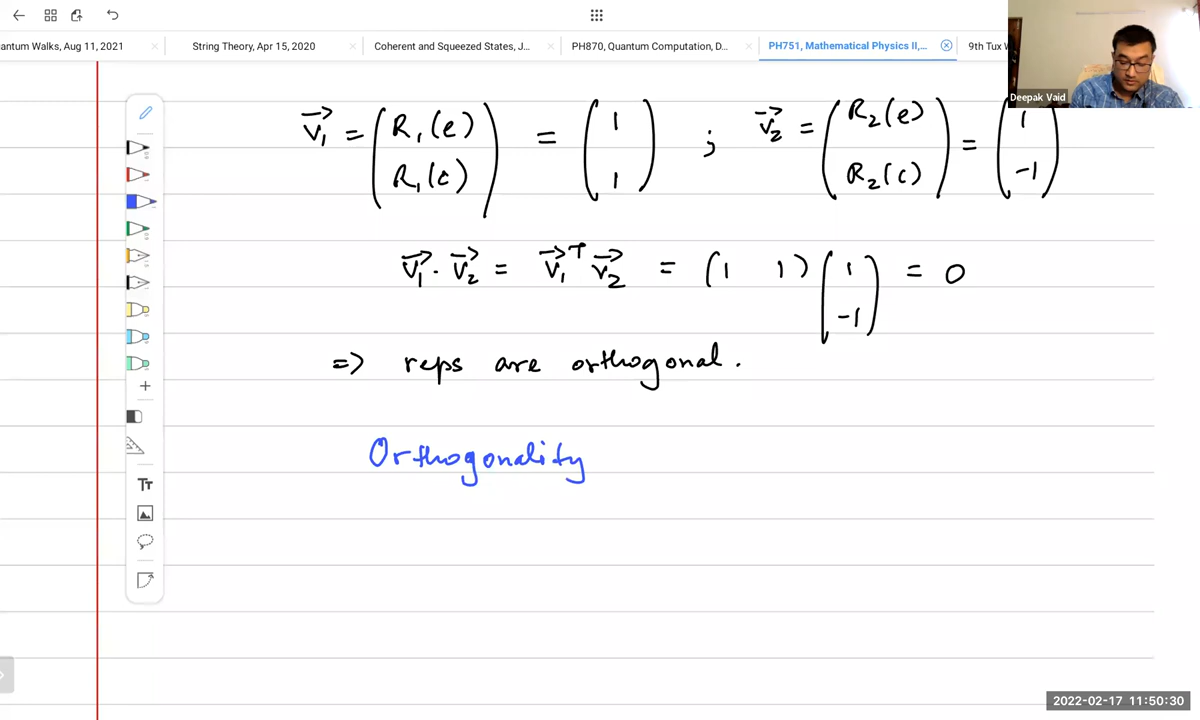 antum Walks, Aug 11, 2021 String Theory, Apr 15, 2020 Coherent and Squeezed States, J... PH870, Quantum Computation, D... PH751, Mathematical Physics II,... 9th Tux W
Deepak Vaid
v⃗₁ = (R₁(e) R₁(c)) = (1 1) ; v⃗₂ = (R₂(e) R₂(c)) = (1 -1)
v⃗₁ · v⃗₂ = v⃗₁ᵀ v⃗₂ = (1 1) (1 -1) = 0
=> reps are orthogonal.
Orthogonality
TT
2022-02-17 11:50:30